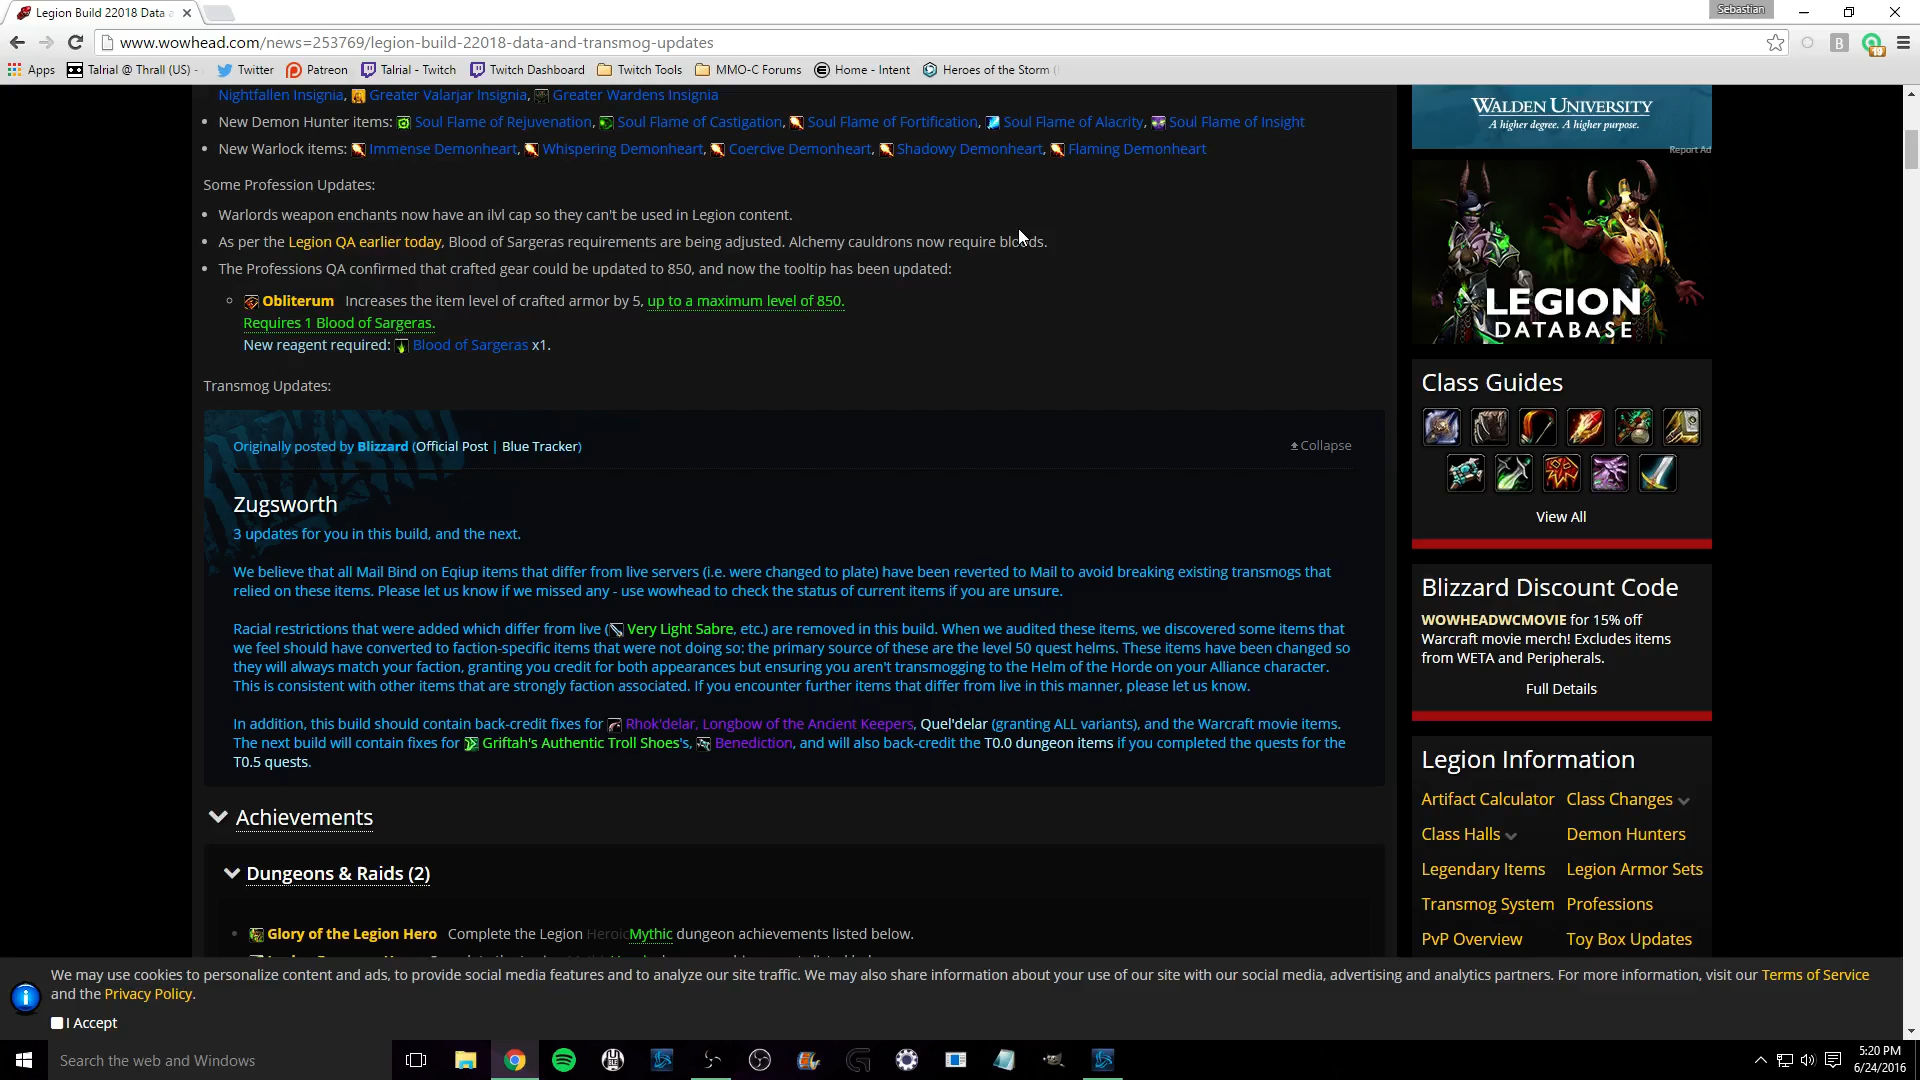 Legion Build 22018 Data a
Sebastian
www.wowhead.com/news=253769/legion-build-22018-data-and-transmog-updates
B
19
Apps
Talrial @ Thrall (US) -
Twitter
Patreon
Talrial - Twitch
Twitch Dashboard
Twitch Tools
MMO-C Forums
Home - Intent
Heroes of the Storm
Nightfallen Insignia, Greater Valarjar Insignia, Greater Wardens Insignia
New Demon Hunter items: Soul Flame of Rejuvenation, Soul Flame of Castigation, Soul Flame of Fortification, Soul Flame of Alacrity, Soul Flame of Insight
New Warlock items: Immense Demonheart, Whispering Demonheart, Coercive Demonheart, Shadowy Demonheart, Flaming Demonheart
Some Profession Updates:
Warlords weapon enchants now have an ilvl cap so they can't be used in Legion content.
As per the Legion QA earlier today, Blood of Sargeras requirements are being adjusted. Alchemy cauldrons now require bloods.
The Professions QA confirmed that crafted gear could be updated to 850, and now the tooltip has been updated:
Obliterum Increases the item level of crafted armor by 5, up to a maximum level of 850.
Requires 1 Blood of Sargeras.
New reagent required: Blood of Sargeras x1.
Transmog Updates:
Originally posted by Blizzard (Official Post | Blue Tracker)
Collapse
Zugsworth
3 updates for you in this build, and the next.
We believe that all Mail Bind on Eqiup items that differ from live servers (i.e. were changed to plate) have been reverted to Mail to avoid breaking existing transmogs that
relied on these items. Please let us know if we missed any - use wowhead to check the status of current items if you are unsure.
Racial restrictions that were added which differ from live (Very Light Sabre, etc.) are removed in this build. When we audited these items, we discovered some items that
we feel should have converted to faction-specific items that were not doing so: the primary source of these are the level 50 quest helms. These items have been changed so
they will always match your faction, granting you credit for both appearances but ensuring you aren't transmogging to the Helm of the Horde on your Alliance character.
This is consistent with other items that are strongly faction associated. If you encounter further items that differ from live in this manner, please let us know.
In addition, this build should contain back-credit fixes for Rhok'delar, Longbow of the Ancient Keepers, Quel'delar (granting ALL variants), and the Warcraft movie items.
The next build will contain fixes for Griftah's Authentic Troll Shoes's, Benediction, and will also back-credit the T0.0 dungeon items if you completed the quests for the
T0.5 quests.
Achievements
Dungeons & Raids (2)
Glory of the Legion Hero Complete the Legion HeroicMythic dungeon achievements listed below.
WALDEN UNIVERSITY
A higher degree. A higher purpose.
Report Ad
LEGION
DATABASE
Class Guides
View All
Blizzard Discount Code
WOWHEADWCMOVIE for 15% off
Warcraft movie merch! Excludes items
from WETA and Peripherals.
Full Details
Legion Information
Artifact Calculator Class Changes
Class Halls Demon Hunters
Legendary Items Legion Armor Sets
Transmog System Professions
PvP Overview Toy Box Updates
We may use cookies to personalize content and ads, to provide social media features and to analyze our site traffic. We may also share information about your use of our site with our social media, advertising and analytics partners. For more information, visit our Terms of Service
and the Privacy Policy.
I Accept
Search the web and Windows
5:20 PM
6/24/2016